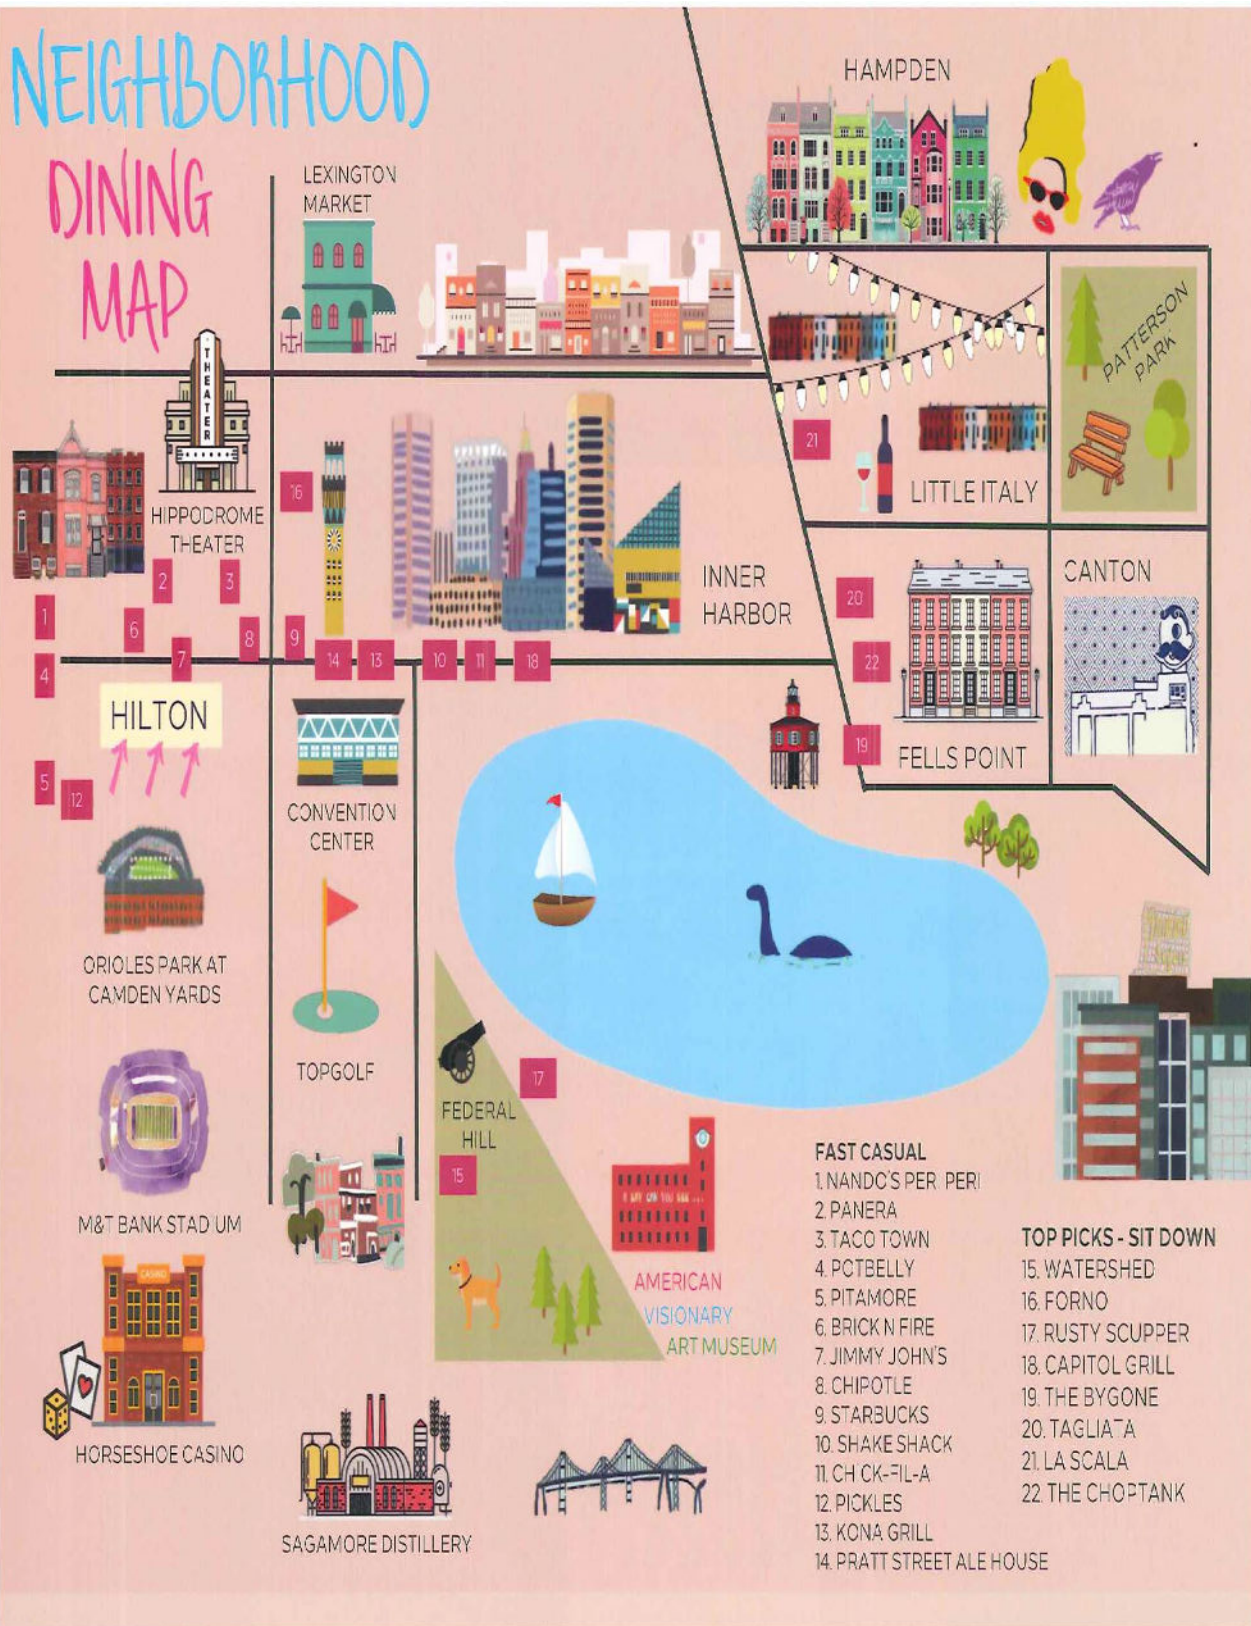 NEIGHBORHOOD
DINING
MAP
HAMPDEN
LEXINGTON
MARKET
THEATER
HIPPODROME
THEATER
PATTERSON
PARK
21
LITTLE ITALY
16
INNER
HARBOR
CANTON
20
22
19
FELLS POINT
1
2
3
4
5
6
7
8
9
14
13
10
11
18
12
HILTON
CONVENTION
CENTER
ORIOLES PARK AT
CAMDEN YARDS
TOPGOLF
M&T BANK STADIUM
CASINO
HORSESHOE CASINO
FEDERAL
HILL
17
15
AMERICAN
VISIONARY
ART MUSEUM
SAGAMORE DISTILLERY
FAST CASUAL
1. NANDO'S PERI PERI
2 PANERA
3. TACO TOWN
4. POTBELLY
5. PITAMORE
6. BRICK N FIRE
7. JIMMY JOHN'S
8. CHIPOTLE
9. STARBUCKS
10. SHAKE SHACK
11. CHICK-FIL-A
12. PICKLES
13. KONA GRILL
14. PRATT STREET ALE HOUSE
TOP PICKS - SIT DOWN
15. WATERSHED
16. FORNO
17. RUSTY SCUPPER
18. CAPITOL GRILL
19. THE BYGONE
20. TAGLIATA
21. LA SCALA
22. THE CHOPTANK